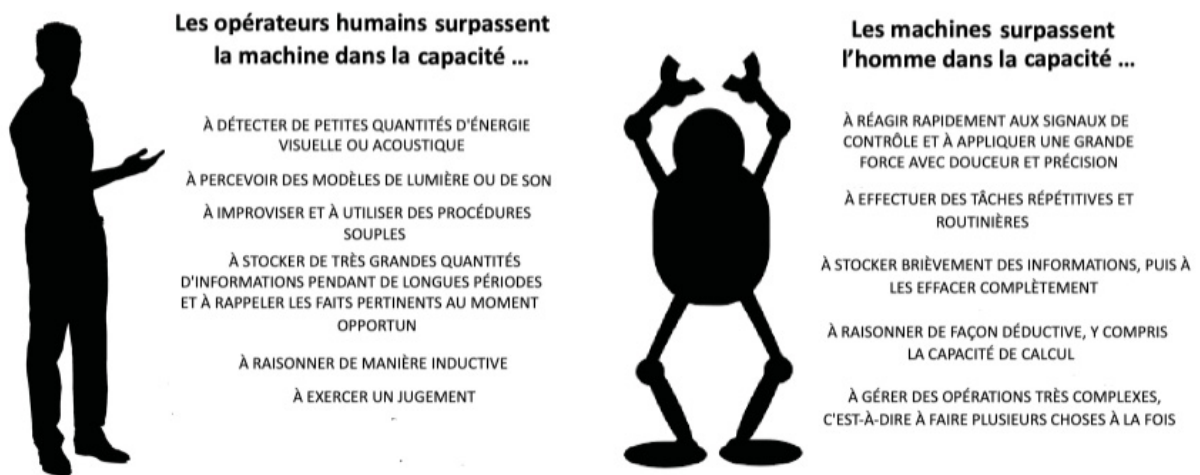 Les opérateurs humains surpassent
la machine dans la capacité ...
À DÉTECTER DE PETITES QUANTITÉS D'ÉNERGIE
VISUELLE OU ACOUSTIQUE
À PERCEVOIR DES MODÈLES DE LUMIÈRE OU DE SON
À IMPROVISER ET À UTILISER DES PROCÉDURES
SOUPLES
À STOCKER DE TRÈS GRANDES QUANTITÉS
D'INFORMATIONS PENDANT DE LONGUES PÉRIODES
ET À RAPPELER LES FAITS PERTINENTS AU MOMENT
OPPORTUN
À RAISONNER DE MANIÈRE INDUCTIVE
À EXERCER UN JUGEMENT
Les machines surpassent
l'homme dans la capacité ...
À RÉAGIR RAPIDEMENT AUX SIGNAUX DE
CONTRÔLE ET À APPLIQUER UNE GRANDE
FORCE AVEC DOUCEUR ET PRÉCISION
À EFFECTUER DES TÂCHES RÉPÉTITIVES ET
ROUTINIÈRES
À STOCKER BRIÈVEMENT DES INFORMATIONS, PUIS À
LES EFFACER COMPLÈTEMENT
À RAISONNER DE FAÇON DÉDUCTIVE, Y COMPRIS
LA CAPACITÉ DE CALCUL
À GÉRER DES OPÉRATIONS TRÈS COMPLEXES,
C'EST-À-DIRE À FAIRE PLUSIEURS CHOSES À LA FOIS